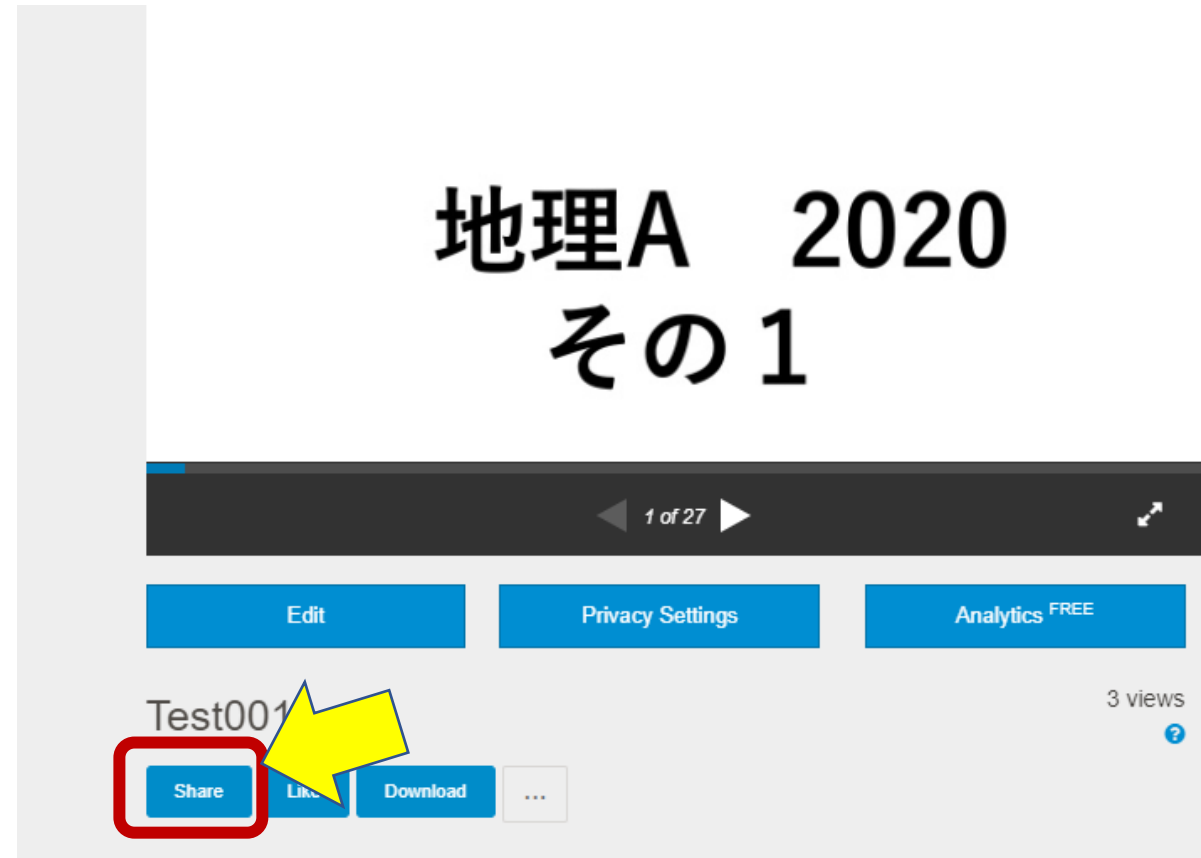 地理A　2020
その１
1 of 27
Edit
Privacy Settings
Analytics FREE
Test001
3 views
?
Share
Like
Download
...